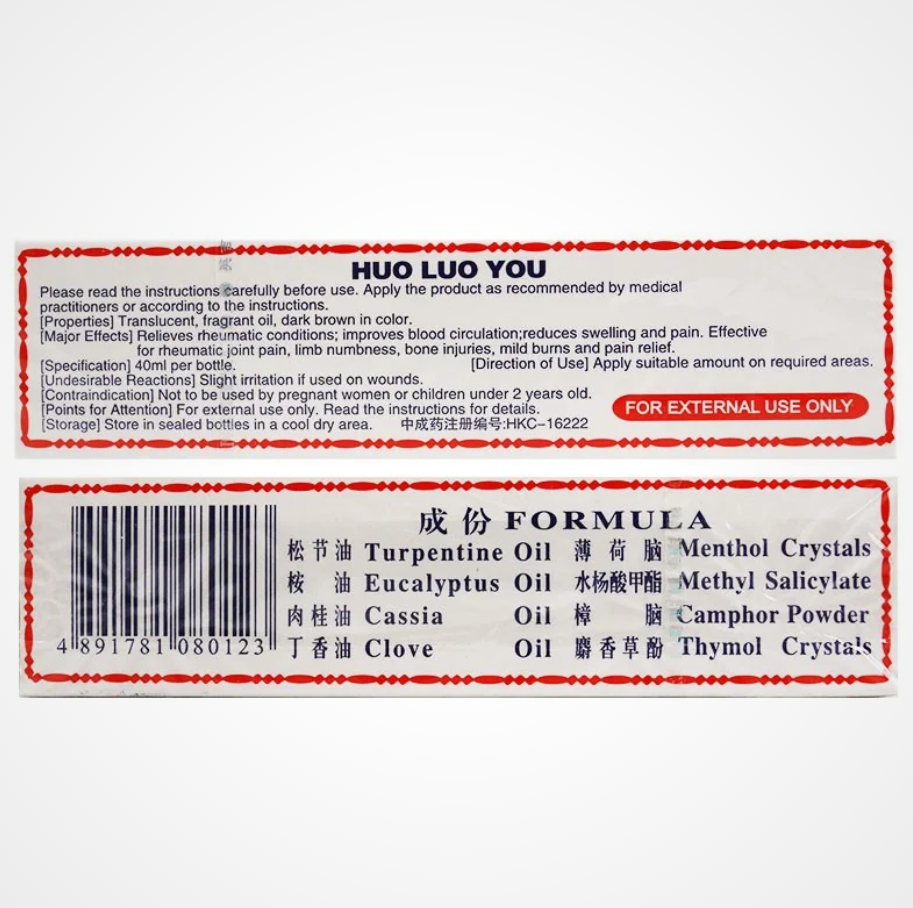 HUO LUO YOU
Please read the instructions carefully before use. Apply the product as recommended by medical
practitioners or according to the instructions.
[Properties] Translucent, fragrant oil, dark brown in color.
[Major Effects] Relieves rheumatic conditions; improves blood circulation;reduces swelling and pain. Effective
for rheumatic joint pain, limb numbness, bone injuries, mild burns and pain relief.
[Specification] 40ml per bottle. [Direction of Use] Apply suitable amount on required areas.
[Undesirable Reactions] Slight irritation if used on wounds.
[Contraindication] Not to be used by pregnant women or children under 2 years old.
[Points for Attention] For external use only. Read the instructions for details.
[Storage] Store in sealed bottles in a cool dry area. 中成药注册编号:HKC-16222
FOR EXTERNAL USE ONLY
成份 FORMULA
松节油 Turpentine Oil 薄荷脑 Menthol Crystals
桉油 Eucalyptus Oil 水杨酸甲酯 Methyl Salicylate
肉桂油 Cassia Oil 樟脑 Camphor Powder
丁香油 Clove Oil 麝香草酚 Thymol Crystals
4 891781 080123